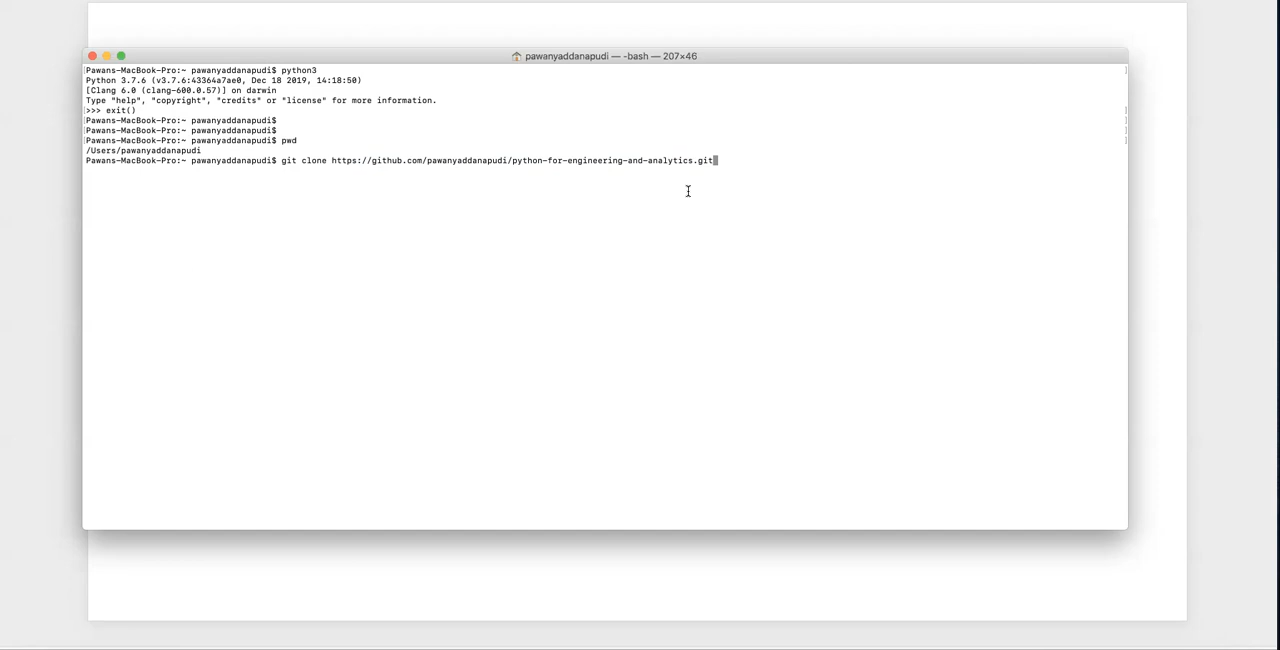 pawanyaddanapudi — -bash — 207×46
Pawans-MacBook-Pro:~ pawanyaddanapudi$ python3
Python 3.7.6 (v3.7.6:43364a7ae0, Dec 18 2019, 14:18:50)
[Clang 6.0 (clang-600.0.57)] on darwin
Type "help", "copyright", "credits" or "license" for more information.
>>> exit()
Pawans-MacBook-Pro:~ pawanyaddanapudi$
Pawans-MacBook-Pro:~ pawanyaddanapudi$
Pawans-MacBook-Pro:~ pawanyaddanapudi$ pwd
/Users/pawanyaddanapudi
Pawans-MacBook-Pro:~ pawanyaddanapudi$ git clone https://github.com/pawanyaddanapudi/python-for-engineering-and-analytics.git